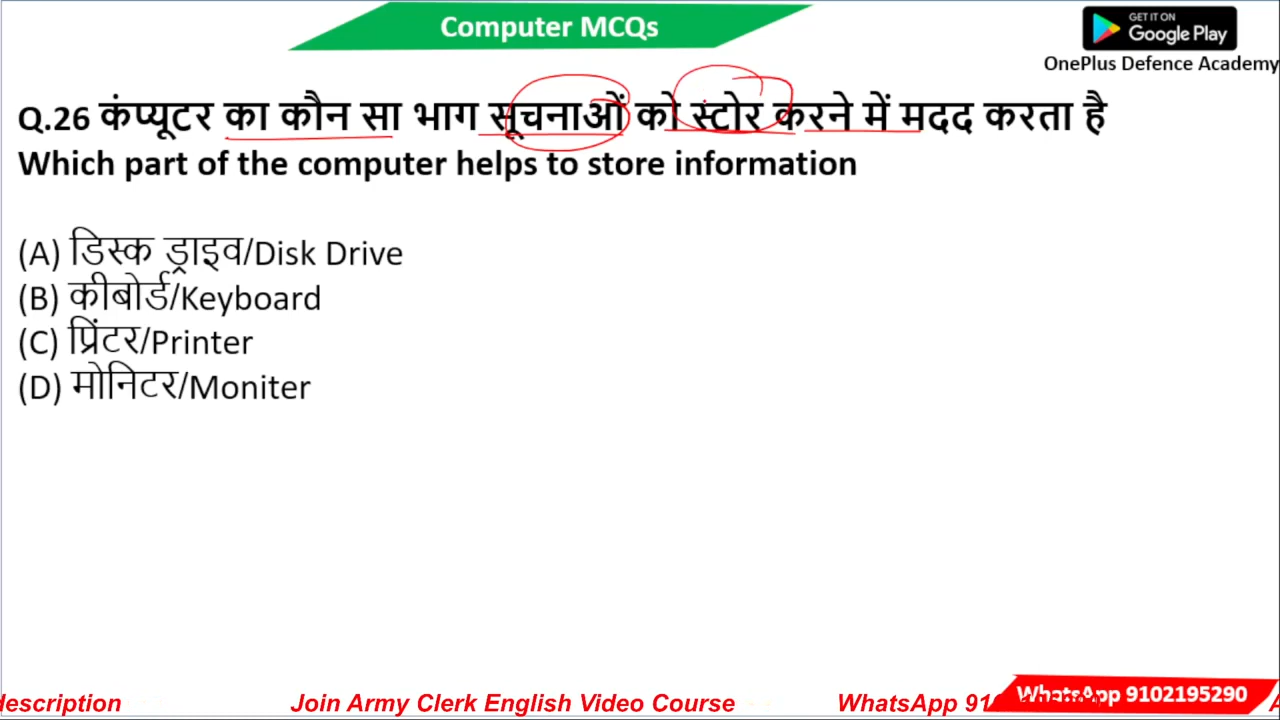 Computer MCQs
GET IT ON
Google Play
OnePlus Defence Academy
Q.26 कंप्यूटर का कौन सा भाग सूचनाओं को स्टोर करने में मदद करता है
Which part of the computer helps to store information
(A) डिस्क ड्राइव/Disk Drive
(B) कीबोर्ड/Keyboard
(C) प्रिंटर/Printer
(D) मोनिटर/Moniter
WhatsApp 9102195290
description Join Army Clerk English Video Course WhatsApp